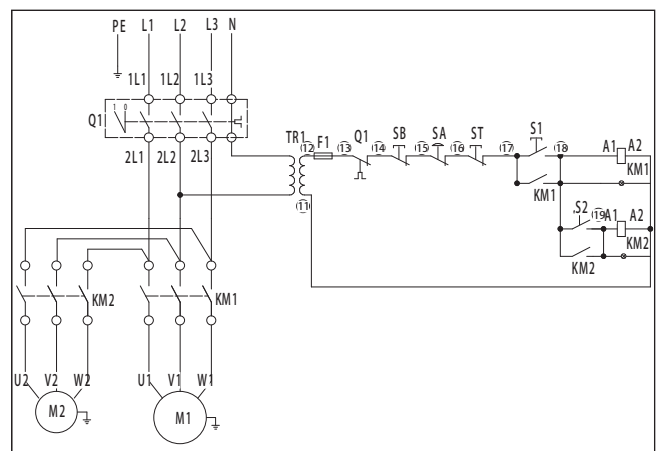 PE L1 L2 L3 N
1L1 1L2 1L3
1 0
Q1
2L1 2L2 2L3
TR1 12 F1 13 Q1 14 SB 15 SA 16 ST 17 S1 18 A1 A2
KM1 KM1
11
S2 19 A1 A2
KM2 KM2
KM2 KM1
U2 V2 W2 U1 V1 W1
M2 M1